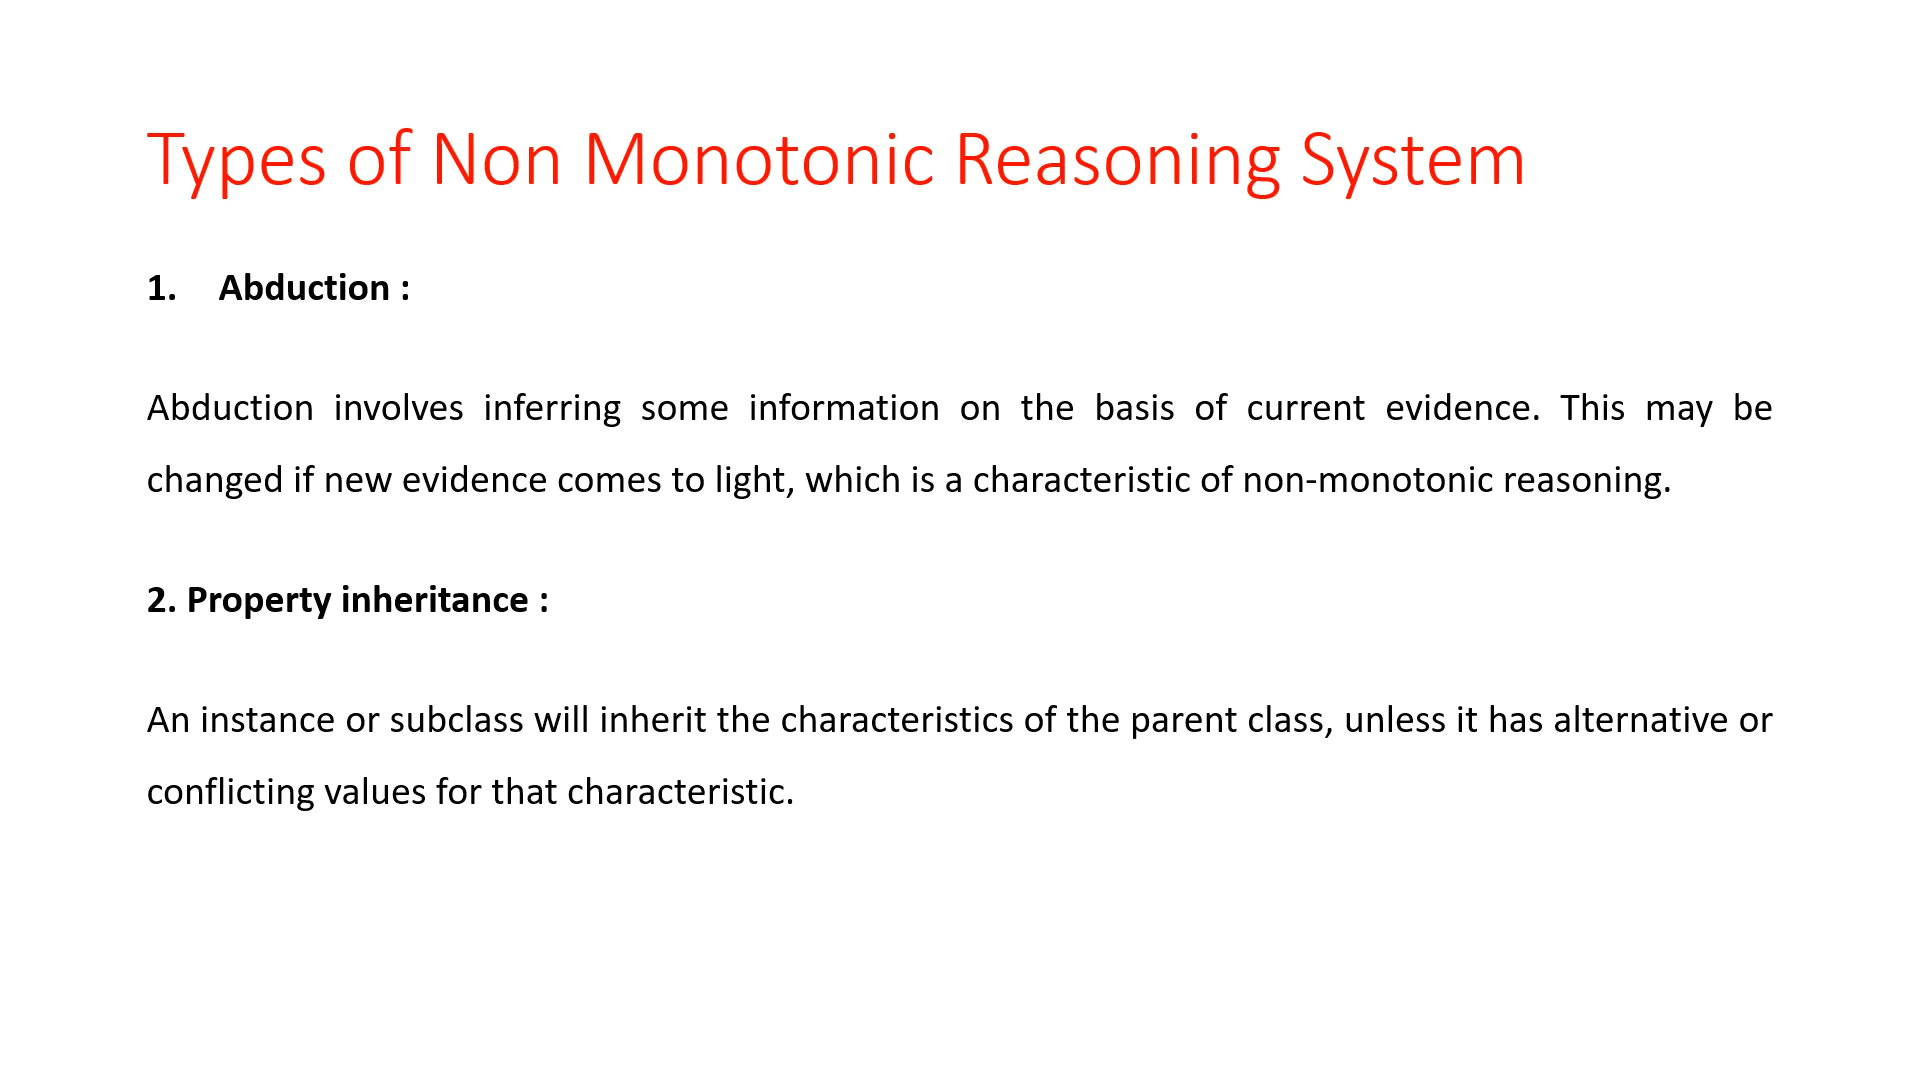 Types of Non Monotonic Reasoning System
1. Abduction :
Abduction involves inferring some information on the basis of current evidence. This may be
changed if new evidence comes to light, which is a characteristic of non-monotonic reasoning.
2. Property inheritance :
An instance or subclass will inherit the characteristics of the parent class, unless it has alternative or
conflicting values for that characteristic.